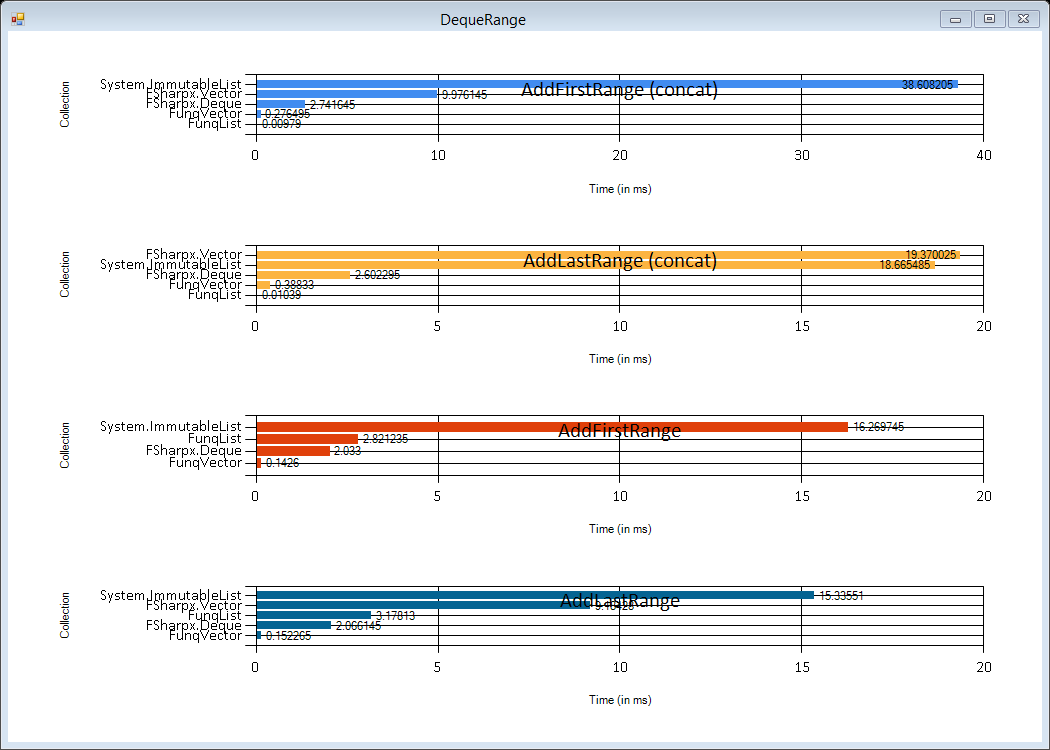 DequeRange
AddFirstRange (concat)
Collection
System.ImmutableList 38.608205
FSharpx.Vector 9.976145
FSharpx.Deque 2.741645
FunqVector 0.276495
FunqList 0.00979
0 10 20 30 40
Time (in ms)
AddLastRange (concat)
Collection
FSharpx.Vector 19.370025
System.ImmutableList 18.665485
FSharpx.Deque 2.602295
FunqVector 0.38833
FunqList 0.01039
0 5 10 15 20
Time (in ms)
AddFirstRange
Collection
System.ImmutableList 16.269745
FunqList 2.821235
FSharpx.Deque 2.033
FunqVector 0.1426
0 5 10 15 20
Time (in ms)
AddLastRange
Collection
System.ImmutableList 15.33551
FSharpx.Vector
FunqList 3.17813
FSharpx.Deque 2.066145
FunqVector 0.152265
0 5 10 15 20
Time (in ms)